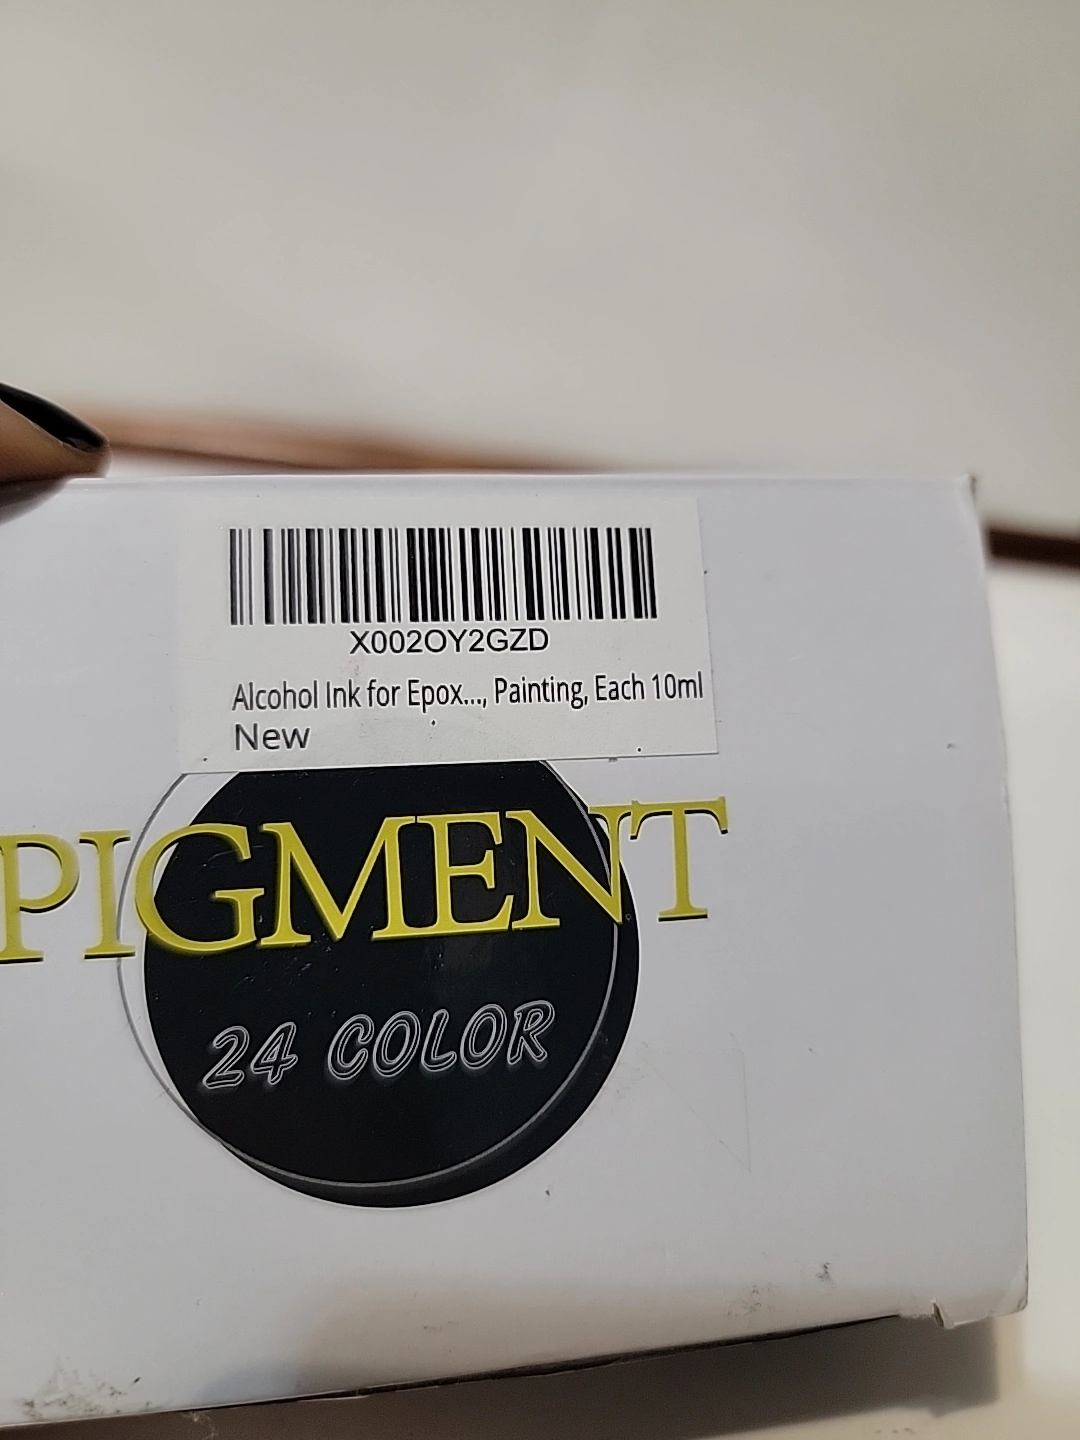 X002OY2GZD
Alcohol Ink for Epox..., Painting, Each 10ml
New
PIGMENT
24 COLOR